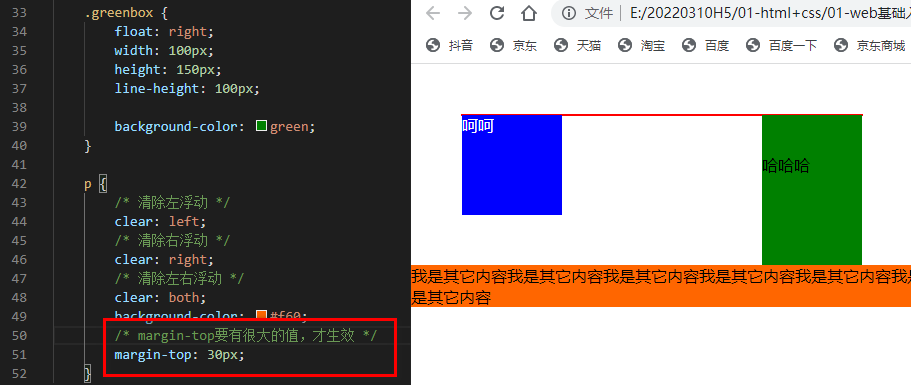 33 .greenbox {
34 float: right;
35 width: 100px;
36 height: 150px;
37 line-height: 100px;
38
39 background-color: green;
40 }
41
42 p {
43 /* 清除左浮动 */
44 clear: left;
45 /* 清除右浮动 */
46 clear: right;
47 /* 清除左右浮动 */
48 clear: both;
49 background-color: #f60;
50 /* margin-top要有很大的值，才生效 */
51 margin-top: 30px;
52 }
文件 | E:/20220310H5/01-html+css/01-web基础入
抖音 京东 天猫 淘宝 百度 百度一下 京东商城
呵呵
哈哈哈
我是其它内容我是其它内容我是其它内容我是其它内容我是其它内容我
是其它内容